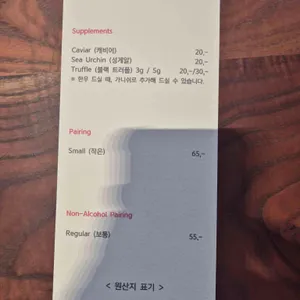 Supplements
Caviar (캐비어) 20,-
Sea Urchin (성게알) 20,-
Truffle (블랙 트러플) 3g / 5g 20,-/30,-
※ 한우 드실 때, 가니쉬로 추가해 드실 수 있습니다.
Pairing
Small (작은) 65,-
Non-Alcohol Pairing
Regular (보통) 55,-
< 원산지 표기 >